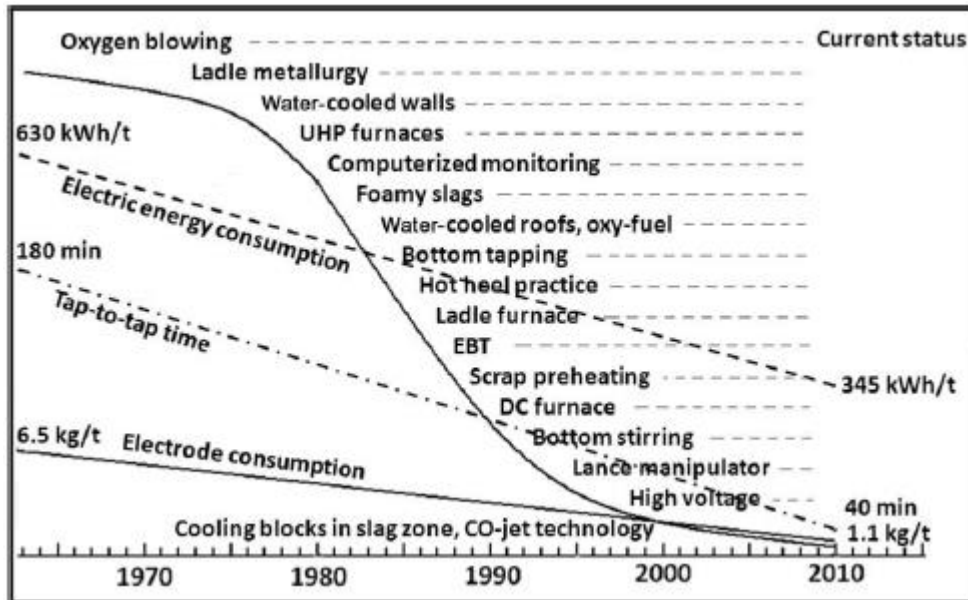 Oxygen blowing
Current status
Ladle metallurgy
Water-cooled walls
630 kWh/t
UHP furnaces
Computerized monitoring
Electric energy consumption
Foamy slags
Water-cooled roofs, oxy-fuel
180 min
Bottom tapping
Hot heel practice
Tap-to-tap time
Ladle furnace
EBT
Scrap preheating
345 kWh/t
DC furnace
6.5 kg/t
Electrode consumption
Bottom stirring
Lance manipulator
High voltage
40 min
Cooling blocks in slag zone, CO-jet technology
1.1 kg/t
1970 1980 1990 2000 2010